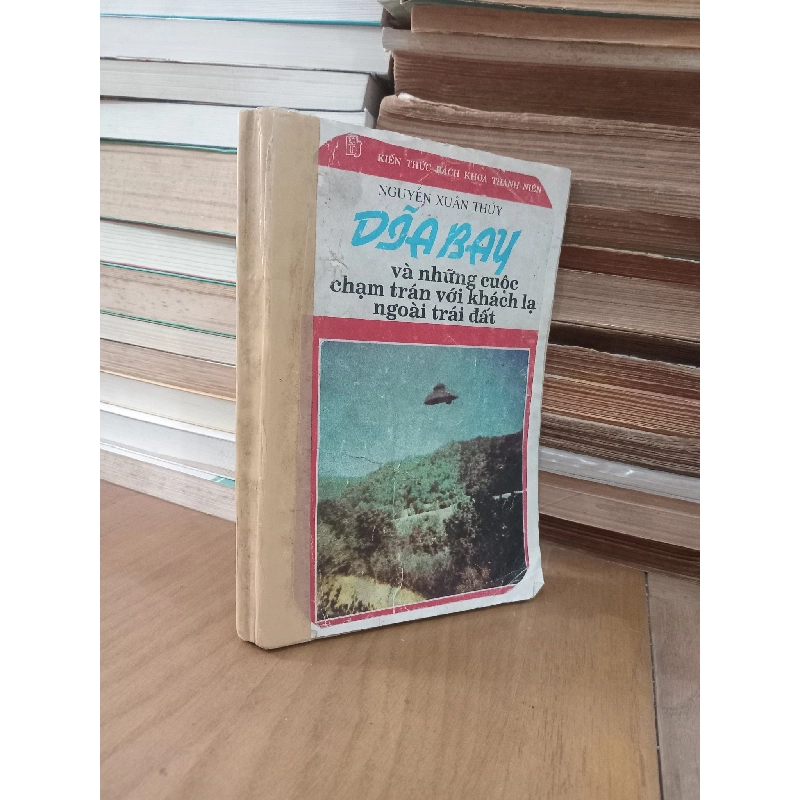 KIẾN THỨC BÁCH KHOA THANH NIÊN
NGUYỄN XUÂN THỦY
DĨA BAY
và những cuộc
chạm trán với khách lạ
ngoài trái đất